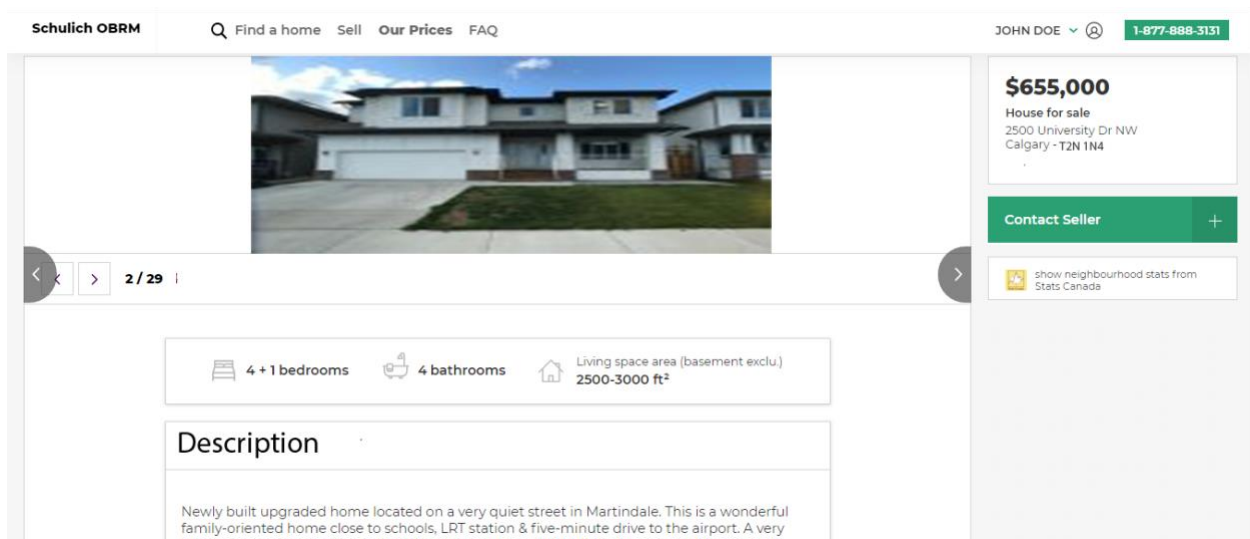 Schulich OBRM
Find a home Sell Our Prices FAQ
JOHN DOE
1-877-888-3131
$655,000
House for sale
2500 University Dr NW
Calgary - T2N 1N4
Contact Seller +
show neighbourhood stats from
Stats Canada
2 / 29
4 + 1 bedrooms
4 bathrooms
Living space area (basement exclu.)
2500-3000 ft²
Description
Newly built upgraded home located on a very quiet street in Martindale. This is a wonderful
family-oriented home close to schools, LRT station & five-minute drive to the airport. A very